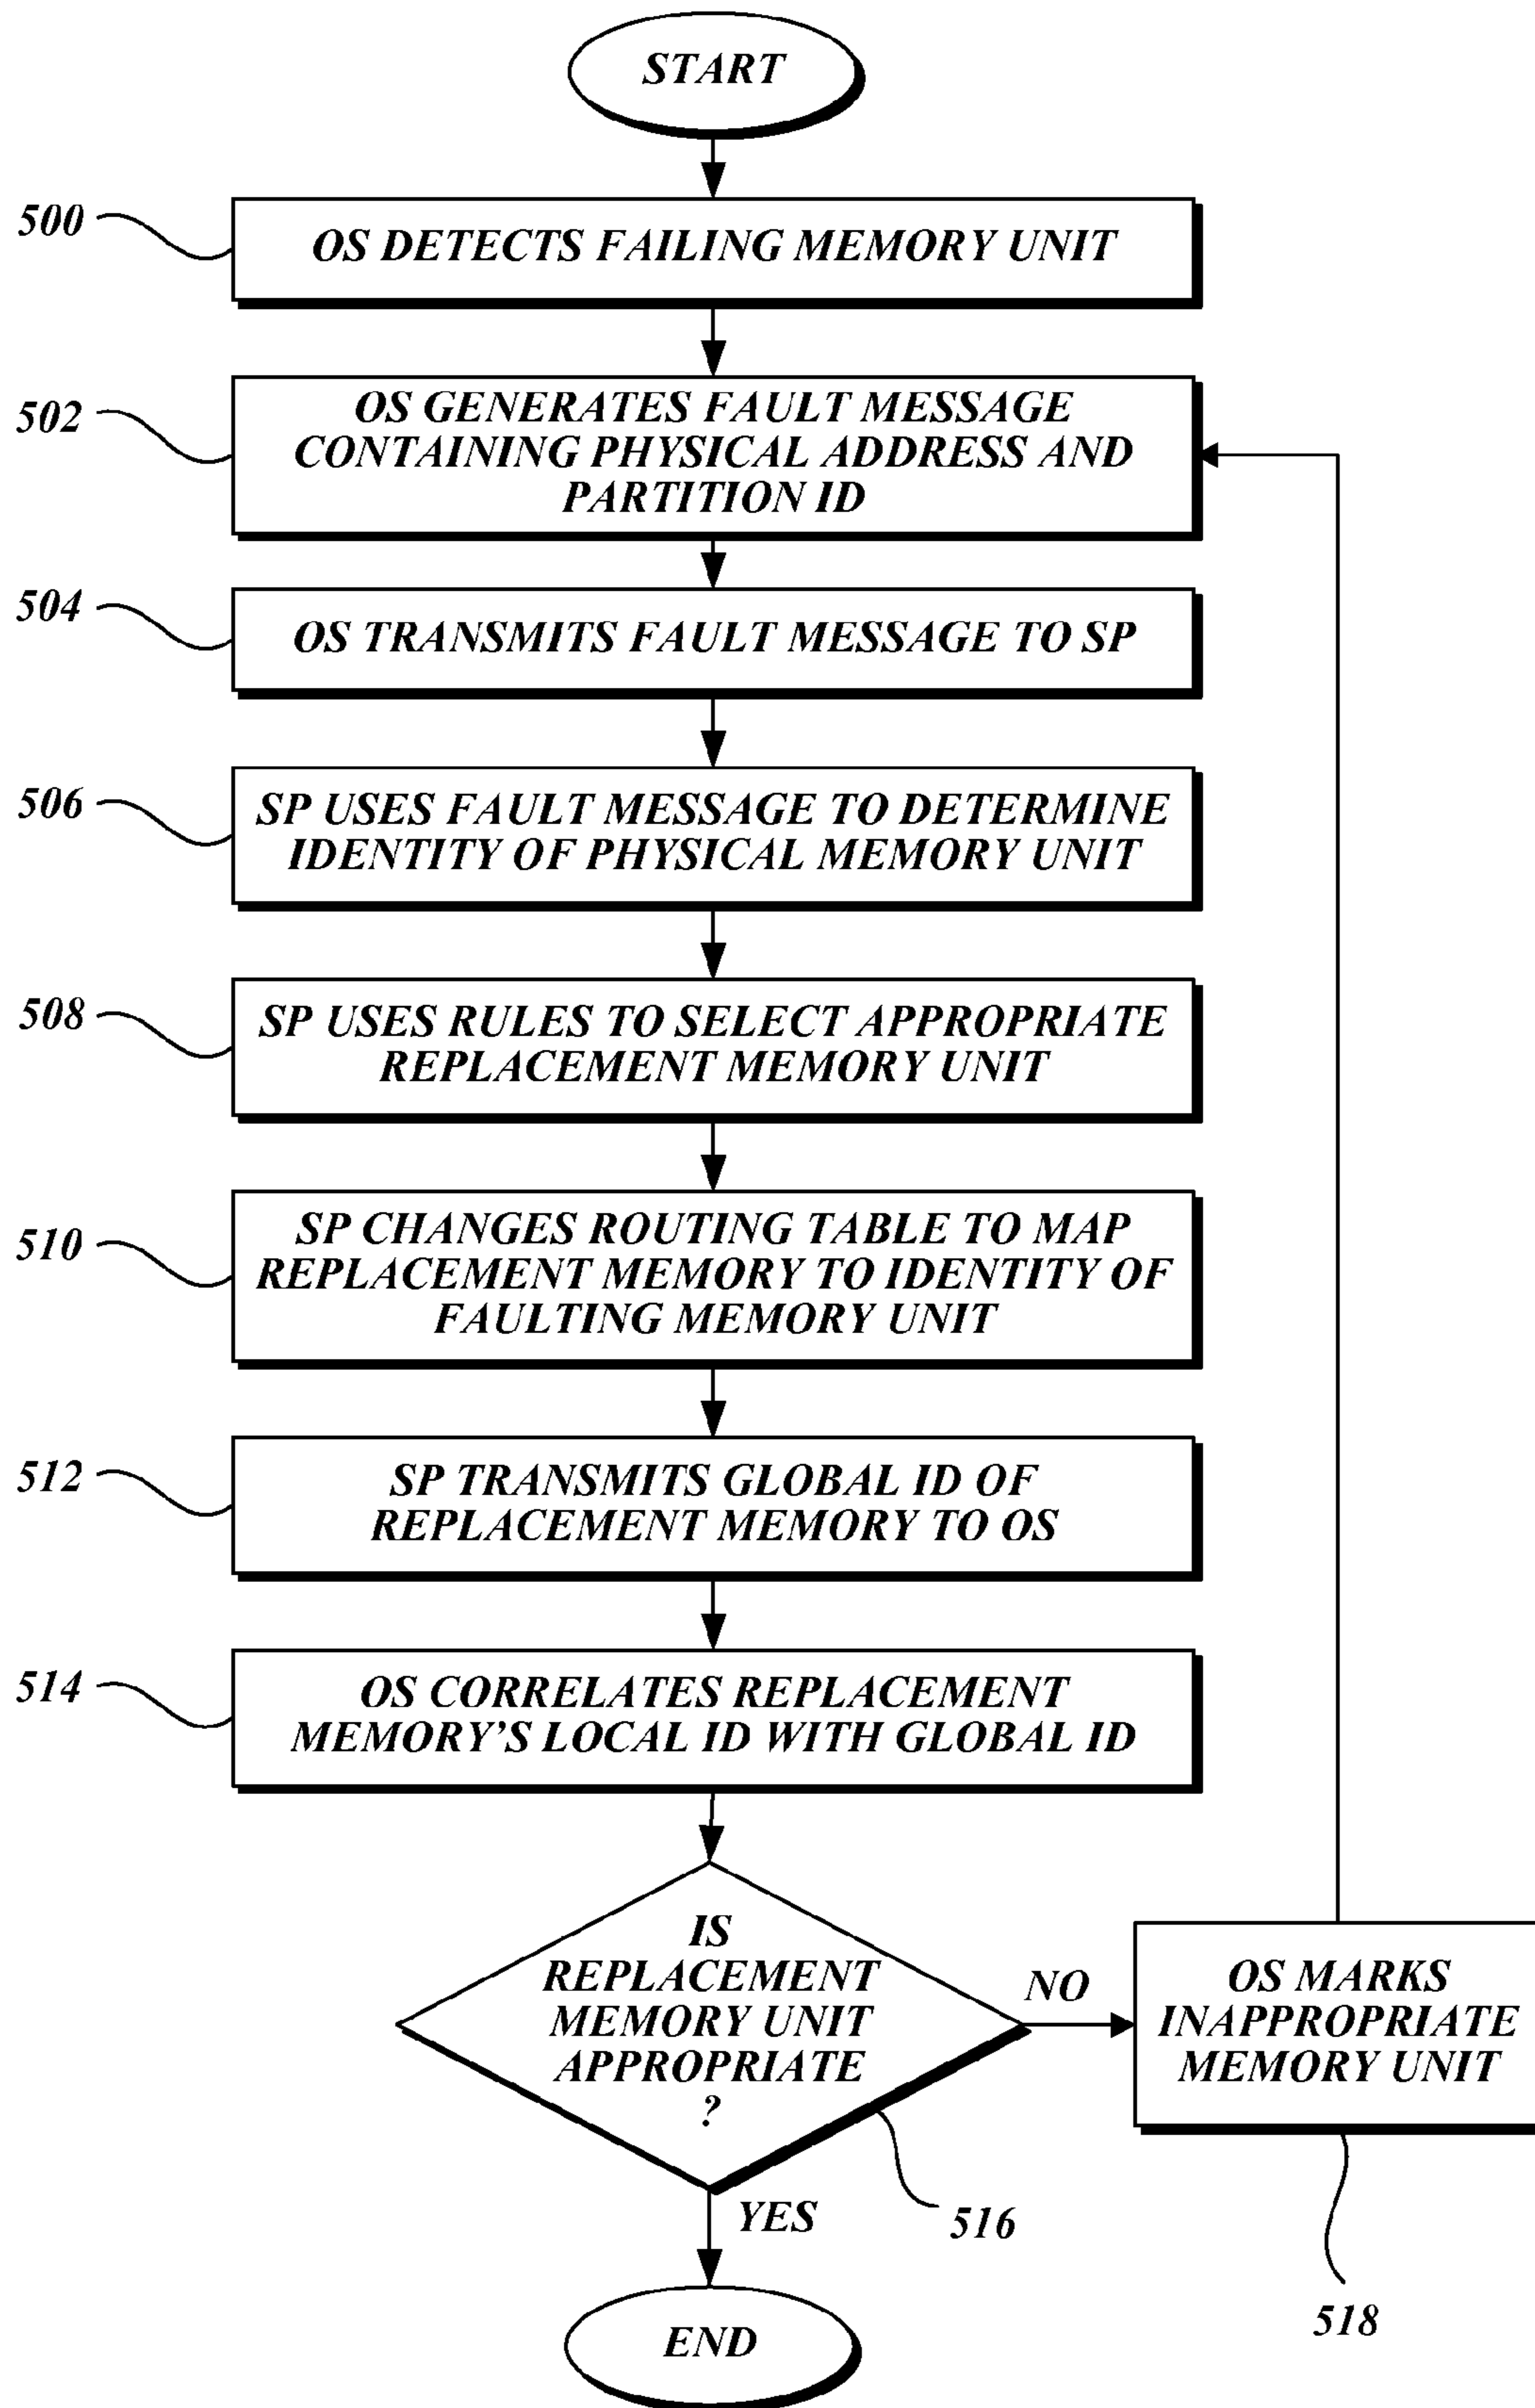 START
500
OS DETECTS FAILING MEMORY UNIT
502
OS GENERATES FAULT MESSAGE
CONTAINING PHYSICAL ADDRESS AND
PARTITION ID
504
OS TRANSMITS FAULT MESSAGE TO SP
506
SP USES FAULT MESSAGE TO DETERMINE
IDENTITY OF PHYSICAL MEMORY UNIT
508
SP USES RULES TO SELECT APPROPRIATE
REPLACEMENT MEMORY UNIT
510
SP CHANGES ROUTING TABLE TO MAP
REPLACEMENT MEMORY TO IDENTITY OF
FAULTING MEMORY UNIT
512
SP TRANSMITS GLOBAL ID OF
REPLACEMENT MEMORY TO OS
514
OS CORRELATES REPLACEMENT
MEMORY'S LOCAL ID WITH GLOBAL ID
IS
REPLACEMENT
MEMORY UNIT
APPROPRIATE
?
NO
OS MARKS
INAPPROPRIATE
MEMORY UNIT
YES
516
518
END